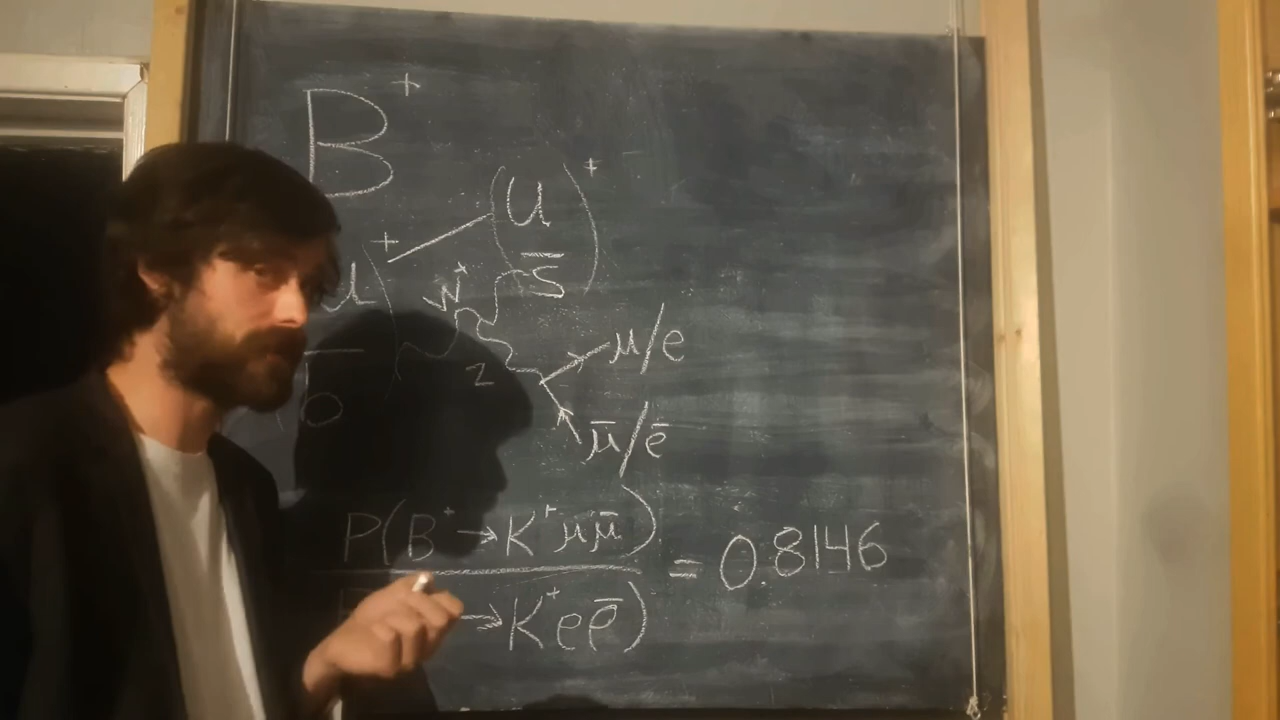 B⁺
(u)⁺
u)⁺
W⁺ s̄
μ/e
b̄ z
μ̄/ē
P(B⁺→K⁺μμ̄) = 0.8146
→K⁺eē)